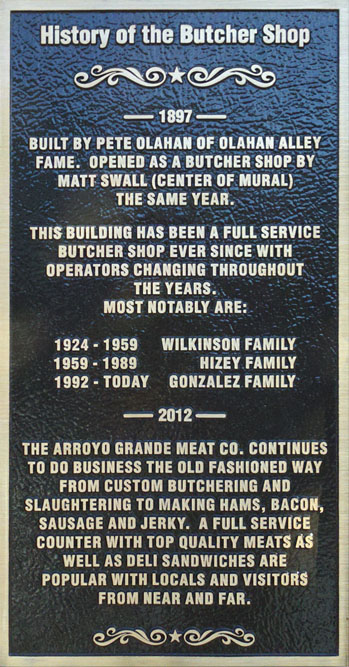 History of the Butcher Shop
1897
BUILT BY PETE OLAHAN OF OLAHAN ALLEY
FAME. OPENED AS A BUTCHER SHOP BY
MATT SWALL (CENTER OF MURAL)
THE SAME YEAR.
THIS BUILDING HAS BEEN A FULL SERVICE
BUTCHER SHOP EVER SINCE WITH
OPERATORS CHANGING THROUGHOUT
THE YEARS.
MOST NOTABLY ARE:
1924 - 1959 WILKINSON FAMILY
1959 - 1989 HIZEY FAMILY
1992 - TODAY GONZALEZ FAMILY
2012
THE ARROYO GRANDE MEAT CO. CONTINUES
TO DO BUSINESS THE OLD FASHIONED WAY
FROM CUSTOM BUTCHERING AND
SLAUGHTERING TO MAKING HAMS, BACON,
SAUSAGE AND JERKY. A FULL SERVICE
COUNTER WITH TOP QUALITY MEATS AS
WELL AS DELI SANDWICHES ARE
POPULAR WITH LOCALS AND VISITORS
FROM NEAR AND FAR.